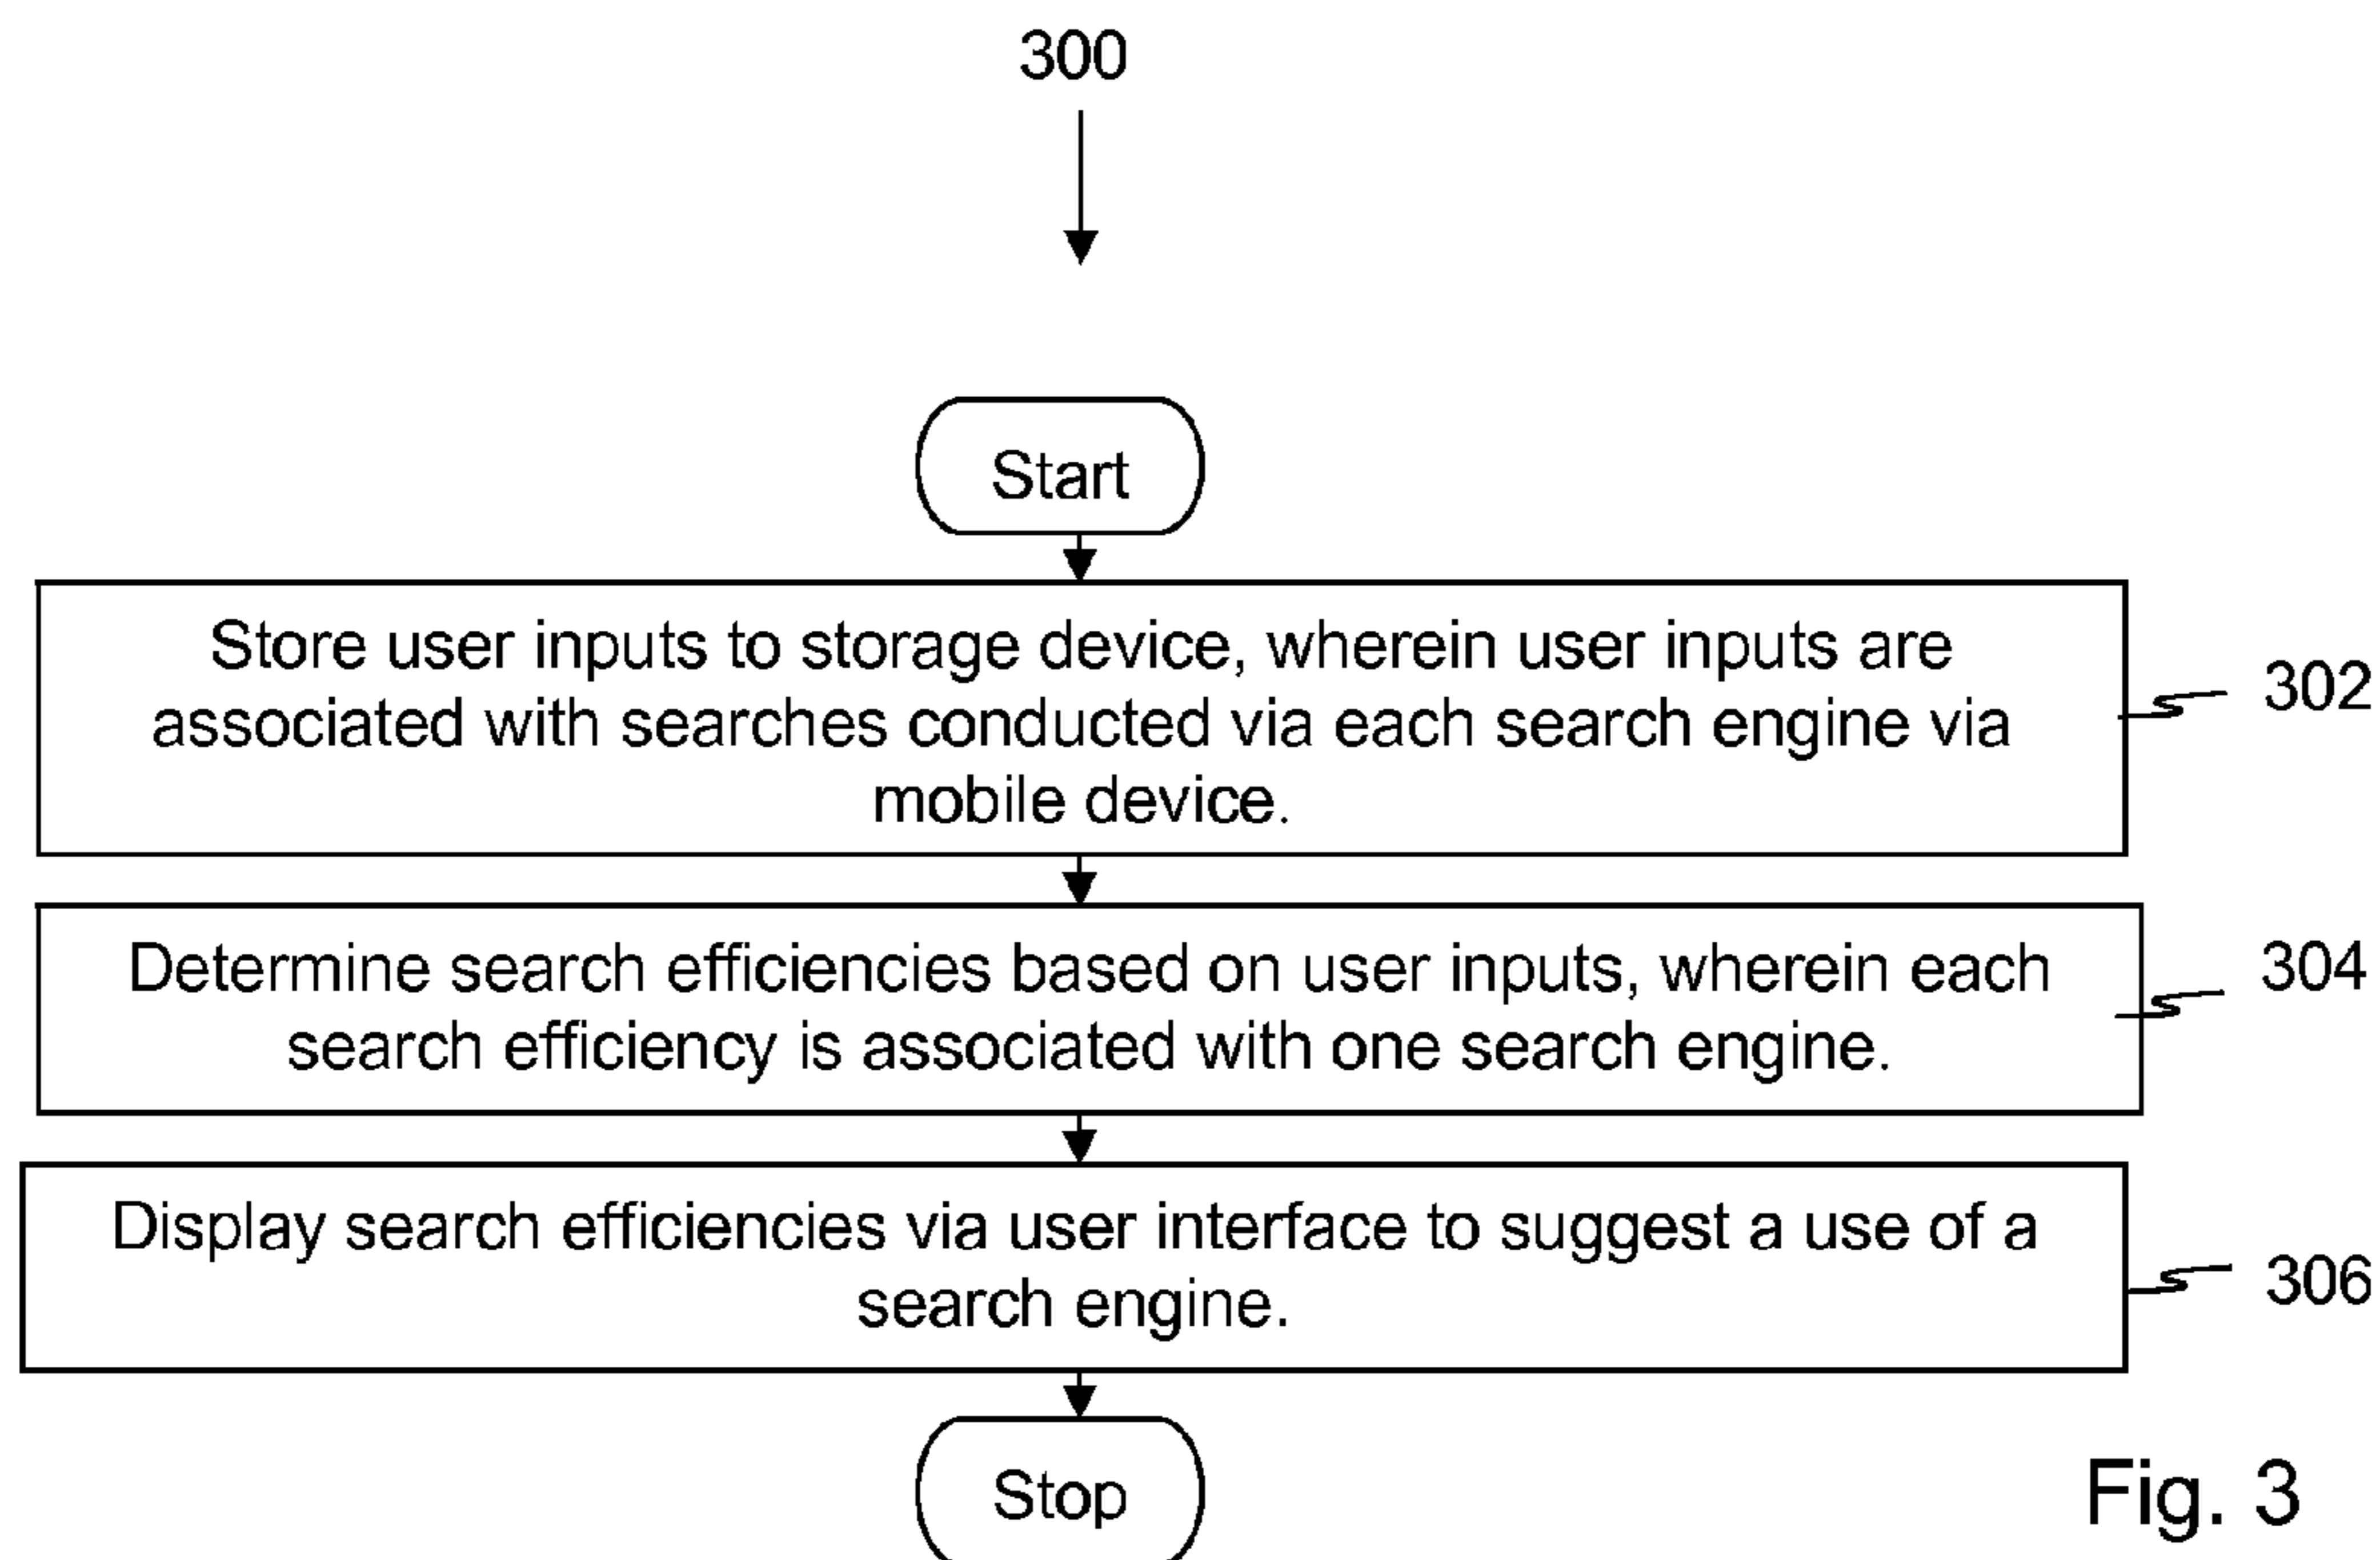 300
Start
Store user inputs to storage device, wherein user inputs are
associated with searches conducted via each search engine via
mobile device.
302
Determine search efficiencies based on user inputs, wherein each
search efficiency is associated with one search engine.
304
Display search efficiencies via user interface to suggest a use of a
search engine.
306
Stop
Fig. 3